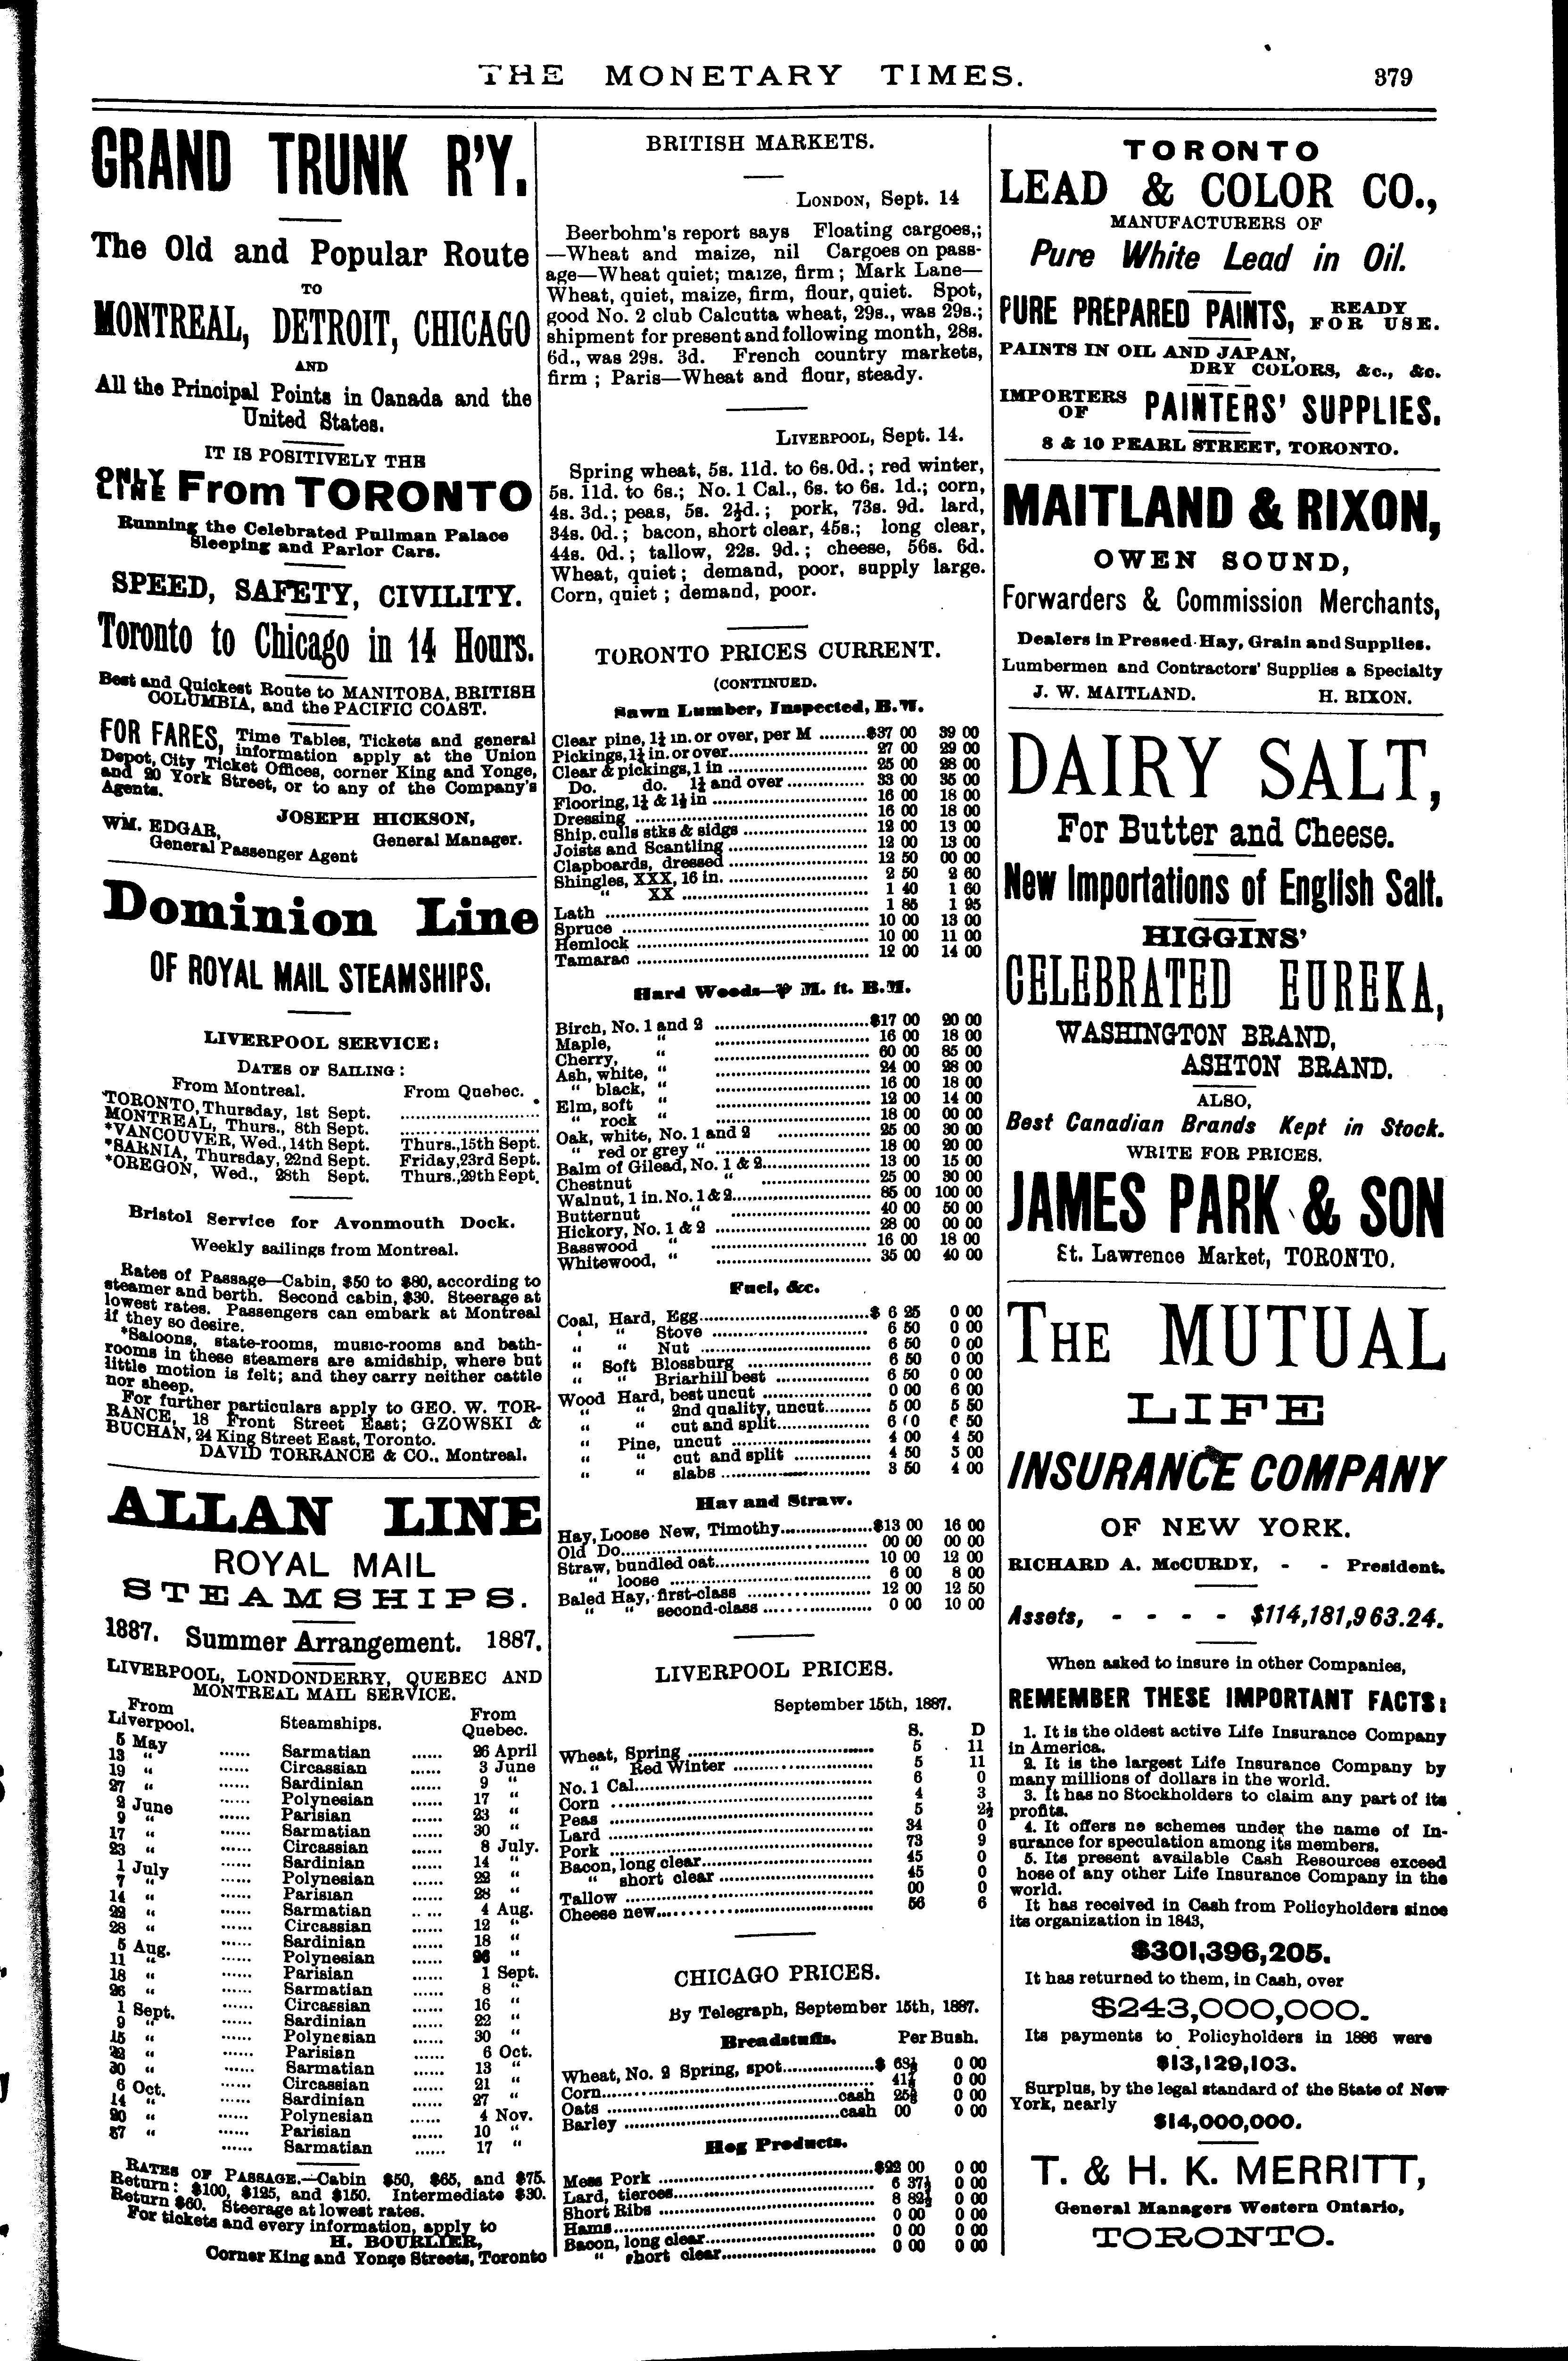 THE MONETARY TIMES. 379
GRAND TRUNK R'Y.
The Old and Popular Route
TO
MONTREAL, DETROIT, CHICAGO
AND
All the Principal Points in Canada and the
United States.
IT IS POSITIVELY THE
ONLY LINE From TORONTO
Running the Celebrated Pullman Palace
Sleeping and Parlor Cars.
SPEED, SAFETY, CIVILITY.
Toronto to Chicago in 14 Hours.
Best and Quickest Route to MANITOBA, BRITISH
COLUMBIA, and the PACIFIC COAST.
FOR FARES, Time Tables, Tickets and general
information apply at the Union
Depot, City Ticket Offices, corner King and Yonge,
and 20 York Street, or to any of the Company's
Agents.
JOSEPH HICKSON,
WM. EDGAR, General Manager.
General Passenger Agent
Dominion Line
OF ROYAL MAIL STEAMSHIPS.
LIVERPOOL SERVICE:
DATES OF SAILING:
From Montreal. From Quebec.
*TORONTO, Thursday, 1st Sept. ..........
MONTREAL, Thurs., 8th Sept. ..........
*VANCOUVER, Wed., 14th Sept. Thurs., 15th Sept.
*SARNIA, Thursday, 22nd Sept. Friday, 23rd Sept.
*OREGON, Wed., 28th Sept. Thurs., 29th Sept.
Bristol Service for Avonmouth Dock.
Weekly sailings from Montreal.
Rates of Passage—Cabin, $50 to $80, according to
steamer and berth. Second cabin, $30. Steerage at
lowest rates. Passengers can embark at Montreal
if they so desire.
*Saloons, state-rooms, music-rooms and bath-
rooms in these steamers are amidship, where but
little motion is felt; and they carry neither cattle
nor sheep.
For further particulars apply to GEO. W. TOR-
RANCE, 18 Front Street East; GZOWSKI &
BUCHAN, 24 King Street East, Toronto.
DAVID TORRANCE & CO., Montreal.
ALLAN LINE
ROYAL MAIL
STEAMSHIPS.
1887. Summer Arrangement. 1887.
LIVERPOOL, LONDONDERRY, QUEBEC AND
MONTREAL MAIL SERVICE.
From From
Liverpool. Steamships. Quebec.
5 May ...... Sarmatian ...... 26 April
13 “ ...... Circassian ...... 3 June
19 “ ...... Sardinian ...... 9 “
27 “ ...... Polynesian ...... 17 “
2 June ...... Parisian ...... 23 “
9 “ ...... Sarmatian ...... 30 “
17 “ ...... Circassian ...... 8 July.
23 “ ...... Sardinian ...... 14 “
1 July ...... Polynesian ...... 22 “
7 “ ...... Parisian ...... 28 “
14 “ ...... Sarmatian ...... 4 Aug.
22 “ ...... Circassian ...... 12 “
28 “ ...... Sardinian ...... 18 “
5 Aug. ...... Polynesian ...... 26 “
11 “ ...... Parisian ...... 1 Sept.
18 “ ...... Sarmatian ...... 8 “
26 “ ...... Circassian ...... 16 “
1 Sept. ...... Sardinian ...... 22 “
9 “ ...... Polynesian ...... 30 “
15 “ ...... Parisian ...... 6 Oct.
22 “ ...... Sarmatian ...... 13 “
30 “ ...... Circassian ...... 21 “
6 Oct. ...... Sardinian ...... 27 “
14 “ ...... Polynesian ...... 4 Nov.
20 “ ...... Parisian ...... 10 “
27 “ ...... Sarmatian ...... 17 “
RATES OF PASSAGE.—Cabin $50, $65, and $75.
Return: $100, $125, and $150. Intermediate $30.
Return $60. Steerage at lowest rates.
For tickets and every information, apply to
H. BOURLIER,
Corner King and Yonge Streets, Toronto
BRITISH MARKETS.
LONDON, Sept. 14
Beerbohm's report says Floating cargoes,;
—Wheat and maize, nil Cargoes on pass-
age—Wheat quiet; maize, firm; Mark Lane—
Wheat, quiet, maize, firm, flour, quiet. Spot,
good No. 2 club Calcutta wheat, 29s., was 29s.;
shipment for present and following month, 28s.
6d., was 29s. 3d. French country markets,
firm; Paris—Wheat and flour, steady.
LIVERPOOL, Sept. 14.
Spring wheat, 5s. 11d. to 6s. 0d.; red winter,
5s. 11d. to 6s.; No. 1 Cal., 6s. to 6s. 1d.; corn,
4s. 3d.; peas, 5s. 2½d.; pork, 73s. 9d. lard,
34s. 0d.; bacon, short clear, 45s.; long clear,
44s. 0d.; tallow, 22s. 9d.; cheese, 56s. 6d.
Wheat, quiet; demand, poor, supply large.
Corn, quiet; demand, poor.
TORONTO PRICES CURRENT.
(CONTINUED.
Sawn Lumber, Inspected, B.M.
Clear pine, 1¼ in. or over, per M ........$37 00 39 00
Pickings, 1¼ in. or over........ 27 00 29 00
Clear & pickings, 1 in ........ 25 00 28 00
Do. do. 1¼ and over ........ 33 00 35 00
Flooring, 1¼ & 1½ in ........ 16 00 18 00
Dressing ........ 16 00 18 00
Ship. culls stks & sidgs ........ 12 00 13 00
Joists and Scantling ........ 12 00 13 00
Clapboards, dressed ........ 12 50 00 00
Shingles, XXX, 16 in. ........ 2 50 2 60
“ XX ........ 1 40 1 60
Lath ........ 1 85 1 95
Spruce ........ 10 00 13 00
Hemlock ........ 10 00 11 00
Tamarac ........ 12 00 14 00
Hard Woods—₱ M. ft. B.M.
Birch, No. 1 and 2 ........$17 00 20 00
Maple, “ ........ 16 00 18 00
Cherry, “ ........ 60 00 85 00
Ash, white, “ ........ 24 00 28 00
“ black, “ ........ 16 00 18 00
Elm, soft “ ........ 12 00 14 00
“ rock “ ........ 18 00 00 00
Oak, white, No. 1 and 2 ........ 25 00 30 00
“ red or grey “ ........ 18 00 20 00
Balm of Gilead, No. 1 & 2........ 13 00 15 00
Chestnut “ ........ 25 00 30 00
Walnut, 1 in. No. 1 & 2........ 85 00 100 00
Butternut “ ........ 40 00 50 00
Hickory, No. 1 & 2 ........ 28 00 00 00
Basswood “ ........ 16 00 18 00
Whitewood, “ ........ 35 00 40 00
Fuel, &c.
Coal, Hard, Egg........$ 6 25 0 00
“ “ Stove ........ 6 50 0 00
“ “ Nut ........ 6 50 0 00
“ Soft Blossburg ........ 6 50 0 00
“ “ Briarhill best ........ 6 50 0 00
Wood Hard, best uncut ........ 0 00 6 00
“ “ 2nd quality, uncut........ 5 00 5 50
“ “ cut and split........ 6 0 50
“ Pine, uncut ........ 4 00 4 50
“ “ cut and split ........ 4 50 5 00
“ “ slabs ........ 3 50 4 00
Hay and Straw.
Hay, Loose New, Timothy........$13 00 16 00
Old Do........ 00 00 00 00
Straw, bundled oat........ 10 00 12 00
“ loose ........ 6 00 8 00
Baled Hay, first-class ........ 12 00 12 50
“ “ second-class ........ 0 00 10 00
LIVERPOOL PRICES.
September 15th, 1887.
S. D
Wheat, Spring ........ 5 11
“ Red Winter ........ 5 11
No. 1 Cal........ 6 0
Corn ........ 4 3
Peas ........ 5 2½
Lard ........ 34 0
Pork ........ 73 9
Bacon, long clear........ 45 0
“ short clear ........ 45 0
Tallow ........ 00 0
Cheese new........ 56 6
CHICAGO PRICES.
By Telegraph, September 15th, 1887.
Breadstuffs. Per Bush.
Wheat, No. 2 Spring, spot........$ 0 00
Corn........ 0 00
Oats ........cash 0 00
Barley ........cash 00 0 00
Hog Products.
Mess Pork ........$22 00 0 00
Lard, tierces........ 6 37½ 0 00
Short Ribs ........ 8 82½ 0 00
Hams........ 0 00 0 00
Bacon, long clear........ 0 00 0 00
“ short clear........ 0 00 0 00
TORONTO
LEAD & COLOR CO.,
MANUFACTURERS OF
Pure White Lead in Oil.
PURE PREPARED PAINTS, READY FOR USE.
PAINTS IN OIL AND JAPAN,
DRY COLORS, &c., &c.
IMPORTERS OF PAINTERS' SUPPLIES.
8 & 10 PEARL STREET, TORONTO.
MAITLAND & RIXON,
OWEN SOUND,
Forwarders & Commission Merchants,
Dealers in Pressed Hay, Grain and Supplies.
Lumbermen and Contractors' Supplies a Specialty
J. W. MAITLAND. H. RIXON.
DAIRY SALT,
For Butter and Cheese.
New Importations of English Salt.
HIGGINS'
CELEBRATED EUREKA,
WASHINGTON BRAND,
ASHTON BRAND.
ALSO,
Best Canadian Brands Kept in Stock.
WRITE FOR PRICES.
JAMES PARK & SON
St. Lawrence Market, TORONTO.
THE MUTUAL
LIFE
INSURANCE COMPANY
OF NEW YORK.
RICHARD A. McCURDY, - - President.
Assets, - - - - $114,181,963.24.
When asked to insure in other Companies,
REMEMBER THESE IMPORTANT FACTS:
1. It is the oldest active Life Insurance Company
in America.
2. It is the largest Life Insurance Company by
many millions of dollars in the world.
3. It has no Stockholders to claim any part of its
profits.
4. It offers no schemes under the name of In-
surance for speculation among its members.
5. Its present available Cash Resources exceed
hose of any other Life Insurance Company in the
world.
It has received in Cash from Policyholders since
its organization in 1843,
$301,396,205.
It has returned to them, in Cash, over
$243,000,000.
Its payments to Policyholders in 1886 were
$13,129,103.
Surplus, by the legal standard of the State of New
York, nearly
$14,000,000.
T. & H. K. MERRITT,
General Managers Western Ontario,
TORONTO.